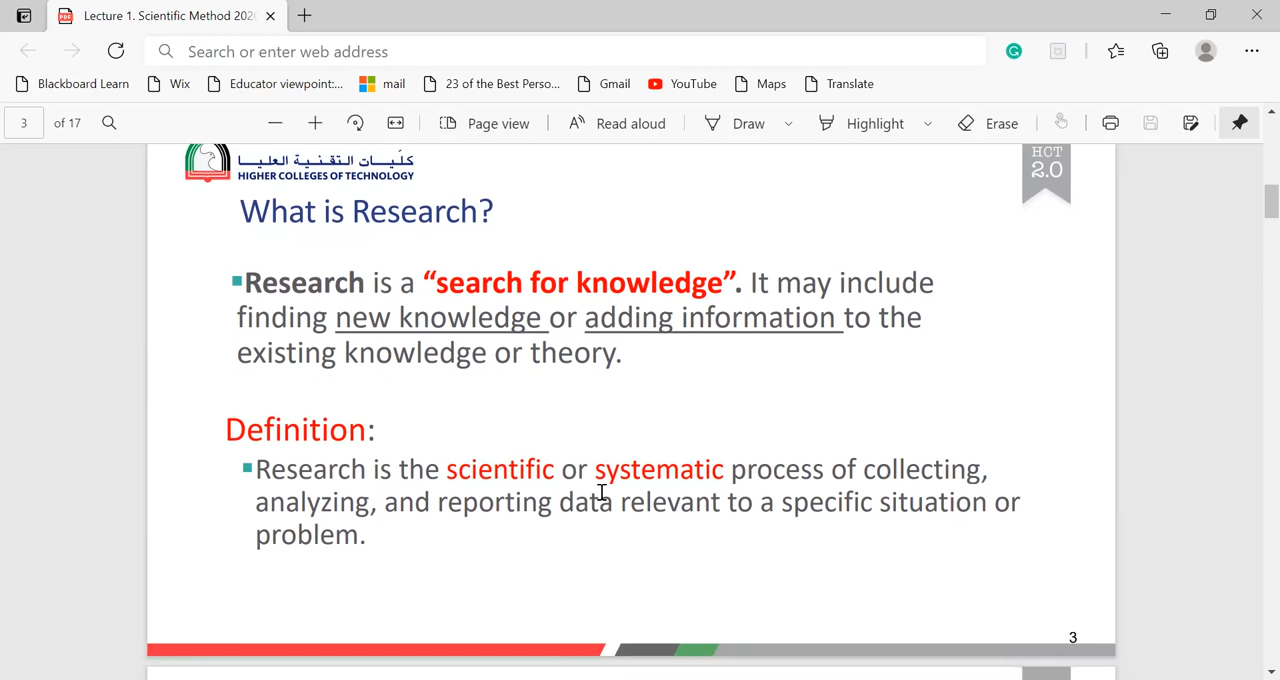 Lecture 1. Scientific Method 202
Search or enter web address
Blackboard Learn Wix Educator viewpoint:... mail 23 of the Best Perso... Gmail YouTube Maps Translate
3 of 17 Page view Read aloud Draw Highlight Erase
كليات التقنية العليا
HIGHER COLLEGES OF TECHNOLOGY
HCT
2.0
What is Research?
▪Research is a “search for knowledge”. It may include
finding new knowledge or adding information to the
existing knowledge or theory.
Definition:
▪Research is the scientific or systematic process of collecting,
analyzing, and reporting data relevant to a specific situation or
problem.
3